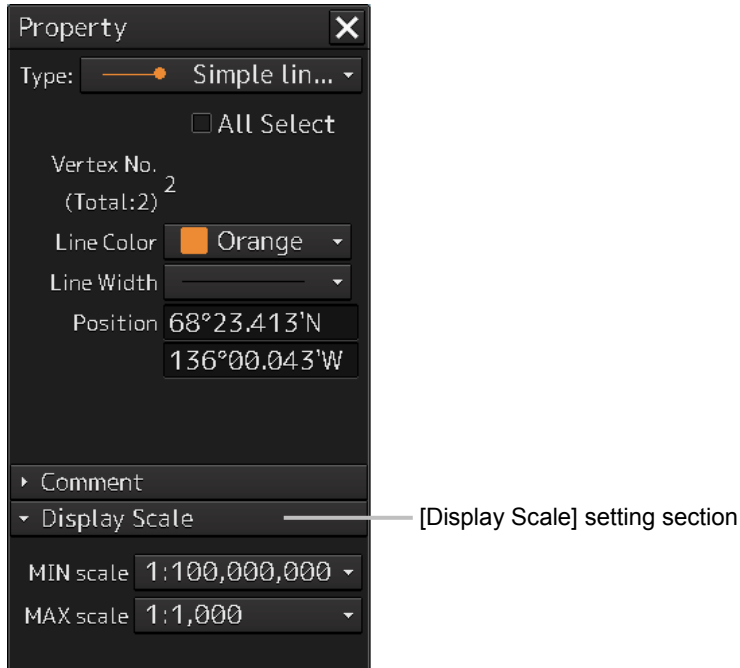 Property
Type: Simple lin...
All Select
Vertex No.
(Total:2) 2
Line Color Orange
Line Width
Position 68°23.413'N
136°00.043'W
Comment
Display Scale
[Display Scale] setting section
MIN scale 1:100,000,000
MAX scale 1:1,000